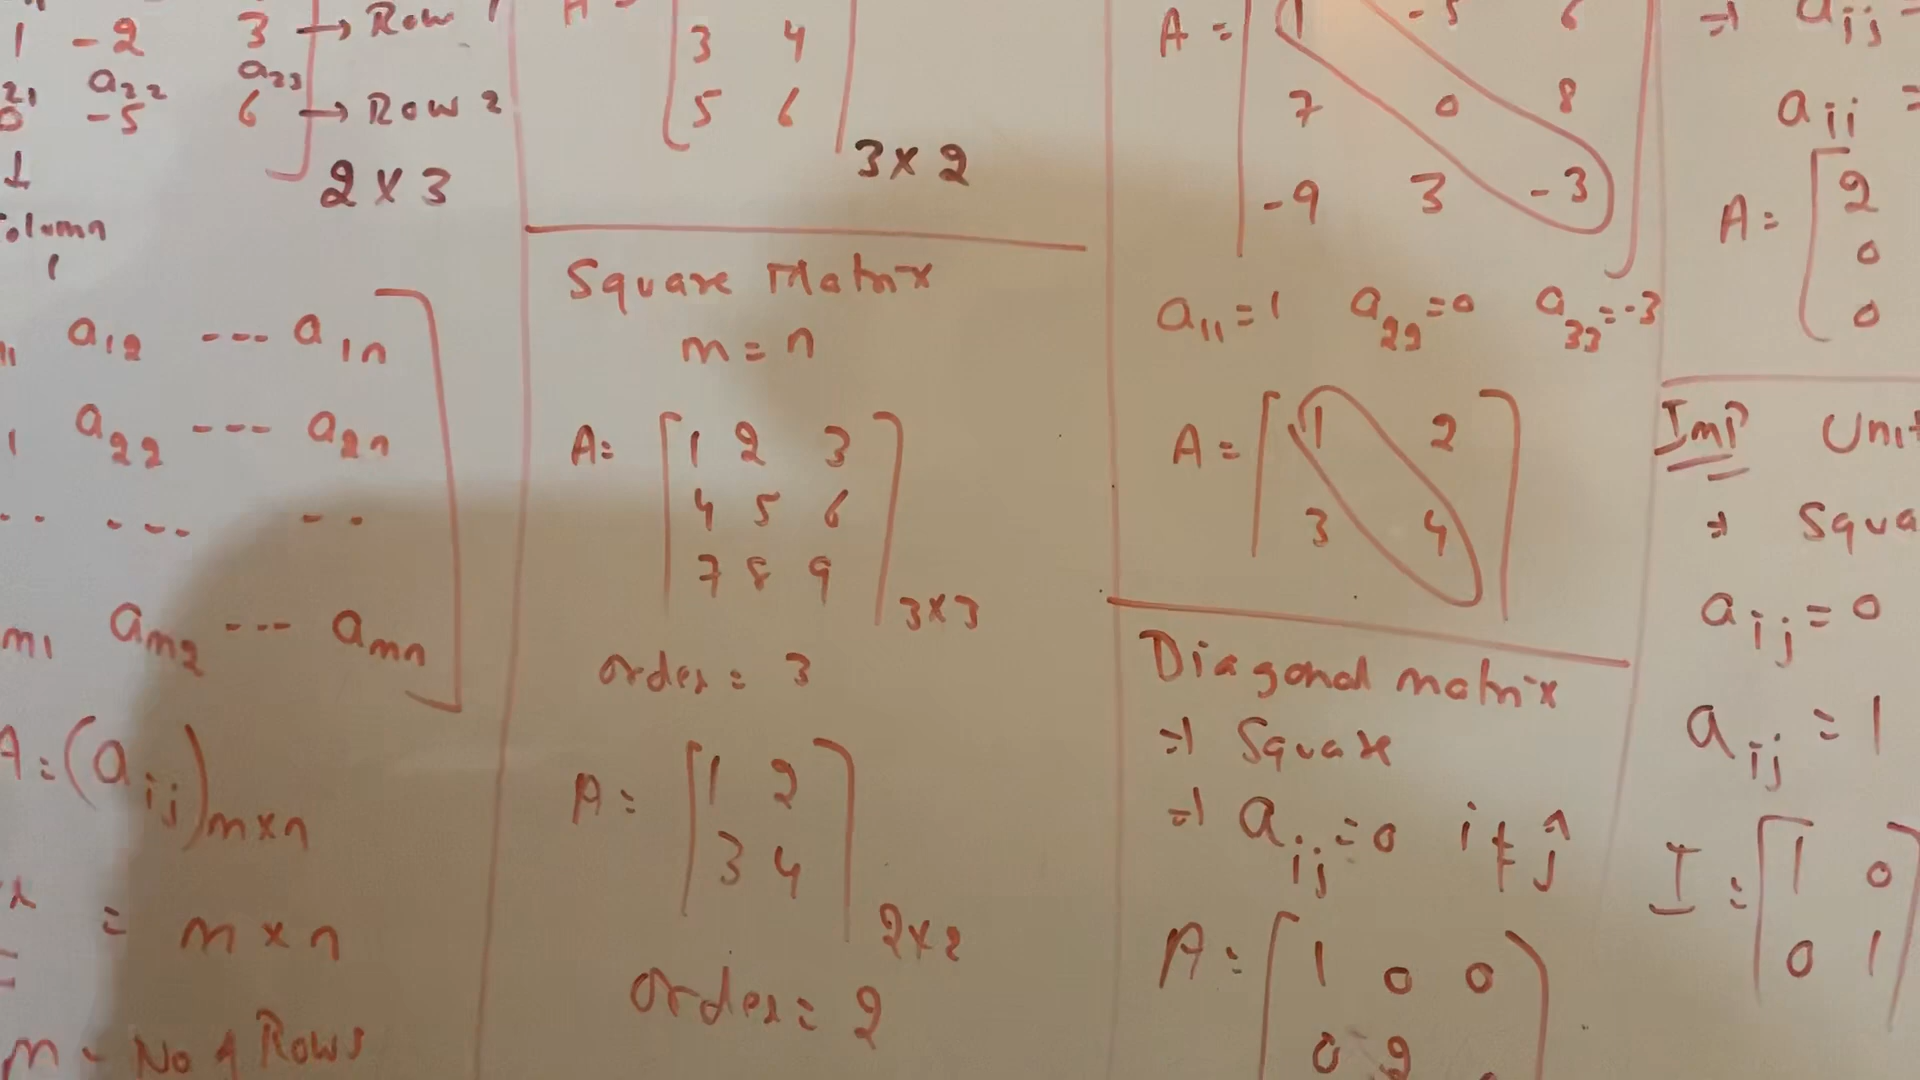 1 -2 3 → Row 1
a22 a23
-5 6 → Row 2
2 x 3
1
a12 --- a1n
a22 --- a2n
-- --- --
am2 --- amn
A = (aij)mxn
= m x n
m - No of Rows
3 4
5 6
3 x 2
Square Matrix
m = n
A = 1 2 3
4 5 6
7 8 9
3x3
order = 3
A = 1 2
3 4
2x2
order = 2
A = 1 -5 6
7 0 8
-9 3 -3
a11 = 1 a22 = 0 a33 = -3
A = 1 2
3 4
Diagonal matrix
⇒ Square
⇒ aij = 0 i ≠ j
A = 1 0 0
0 2
⇒ aij =
aii =
A = 2
0
0
Imp
aij = 0
aij = 1
I = 1 0
0 1